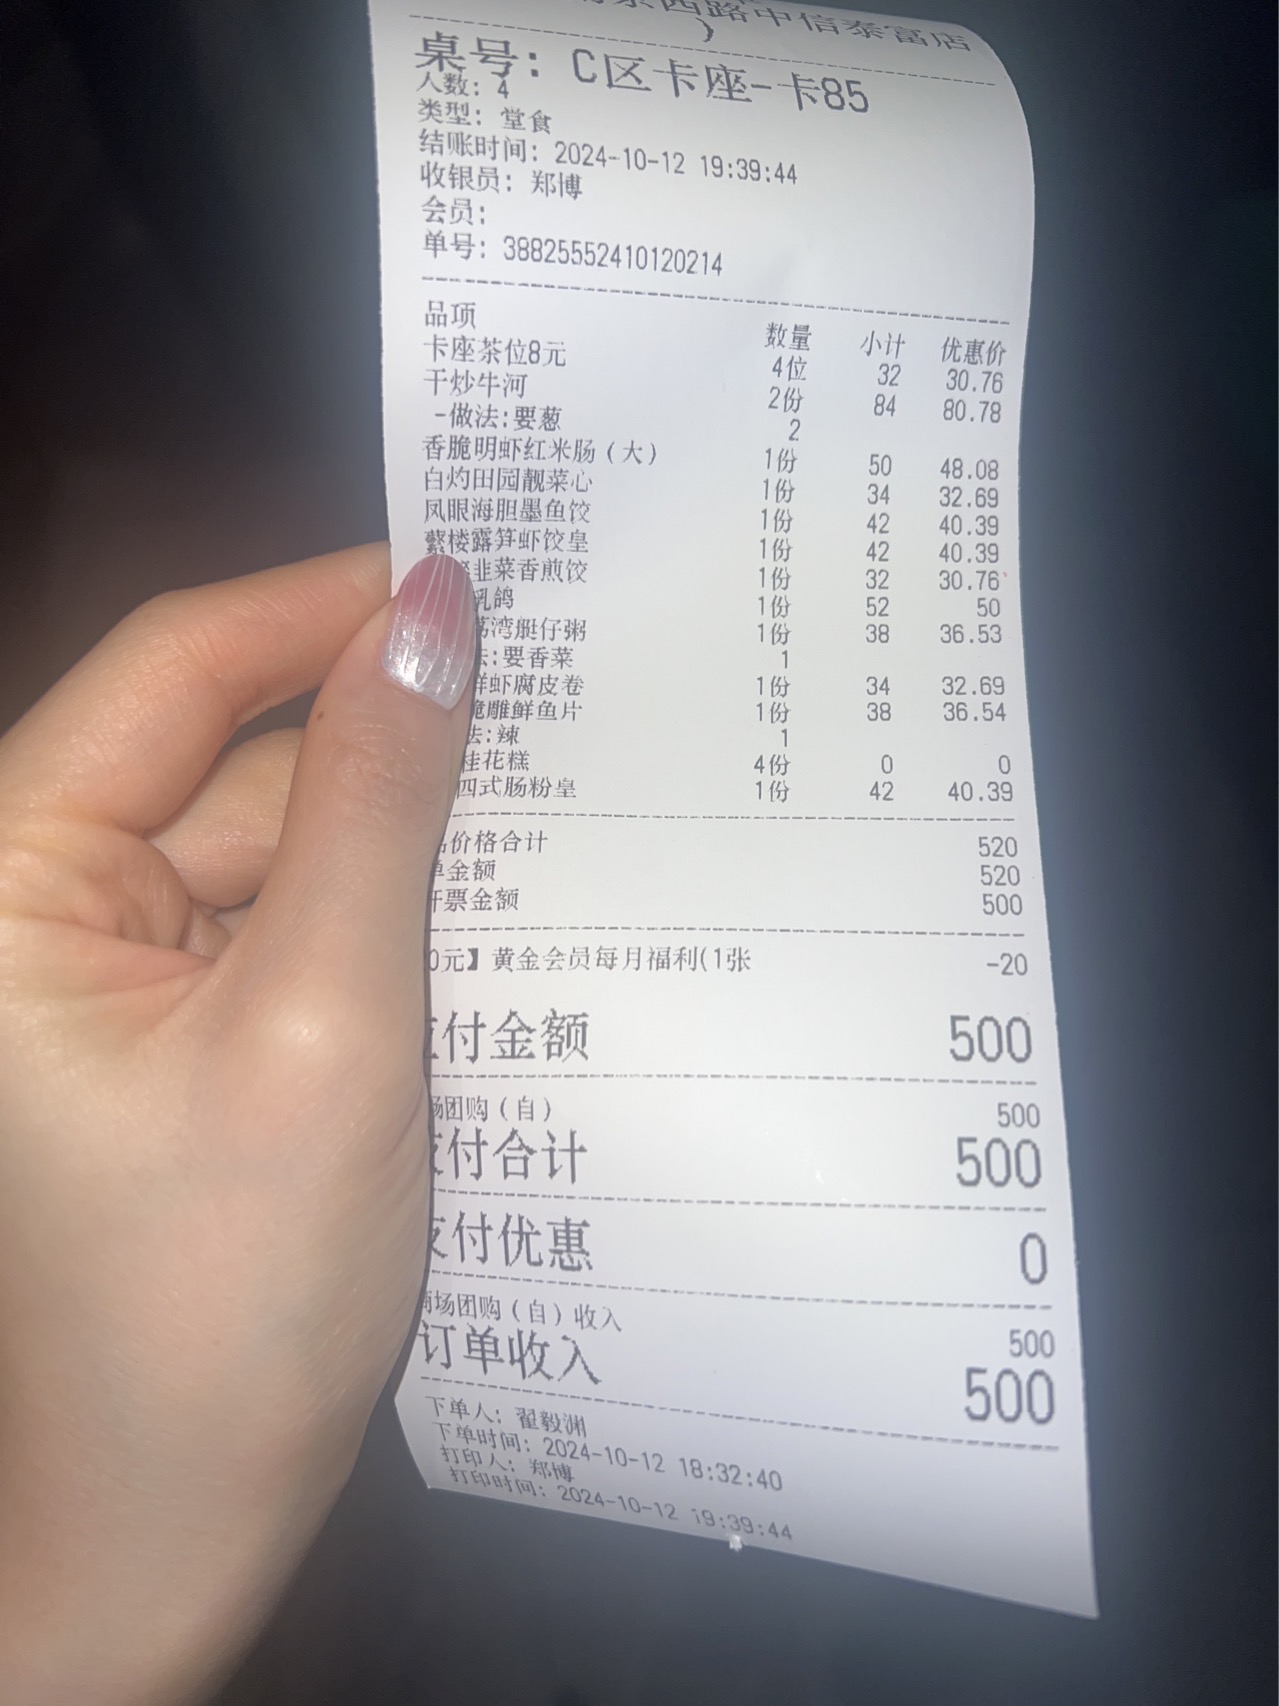 西路中信泰富店
)
桌号: C区卡座-卡85
人数: 4
类型: 堂食
结账时间: 2024-10-12 19:39:44
收银员: 郑博
会员:
单号: 38825552410120214
品项 数量 小计 优惠价
卡座茶位8元 4位 32 30.76
干炒牛河 2份 84 80.78
-做法:要葱 2
香脆明虾红米肠(大) 1份 50 48.08
白灼田园靓菜心 1份 34 32.69
凤眼海胆墨鱼饺 1份 42 40.39
楼露笋虾饺皇 1份 42 40.39
韭菜香煎饺 1份 32 30.76
乳鸽 1份 52 50
荔湾艇仔粥 1份 38 36.53
法:要香菜 1
鲜虾腐皮卷 1份 34 32.69
脆雕鲜鱼片 1份 38 36.54
法:辣 1
桂花糕 4份 0 0
四式肠粉皇 1份 42 40.39
品价格合计 520
单金额 520
开票金额 500
0元】黄金会员每月福利(1张 -20
应付金额 500
场团购(自) 500
支付合计 500
支付优惠 0
商场团购(自)收入 500
订单收入 500
下单人: 翟毅渊
下单时间: 2024-10-12 18:32:40
打印人: 郑博
打印时间: 2024-10-12 19:39:44